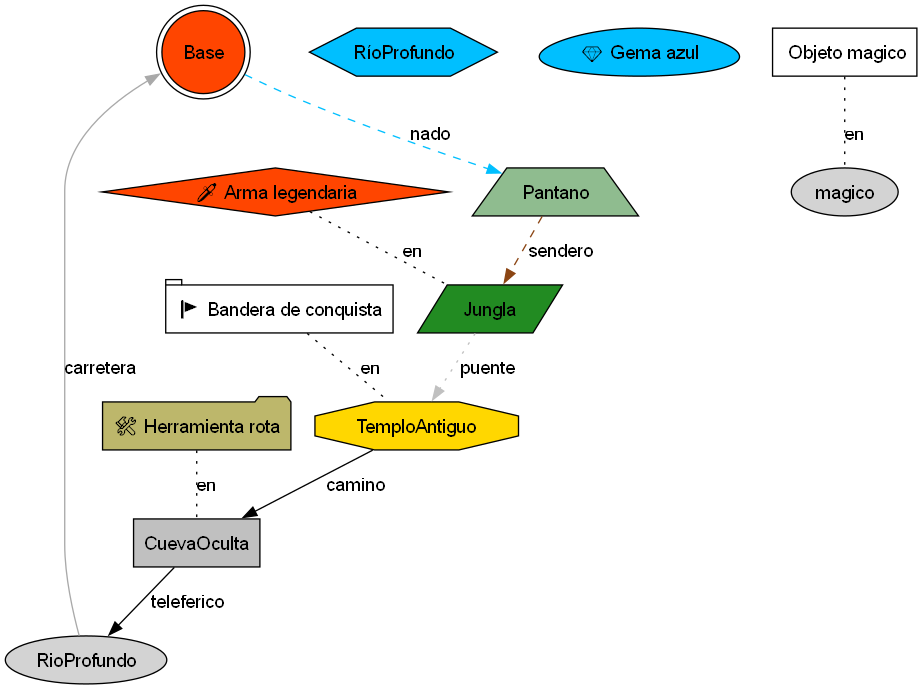 Base
RíoProfundo
Gema azul
Objeto magico
nado
en
Arma legendaria
Pantano
magico
en
sendero
Bandera de conquista
Jungla
carretera
en
puente
Herramienta rota
TemploAntiguo
en
camino
CuevaOculta
teleferico
RioProfundo